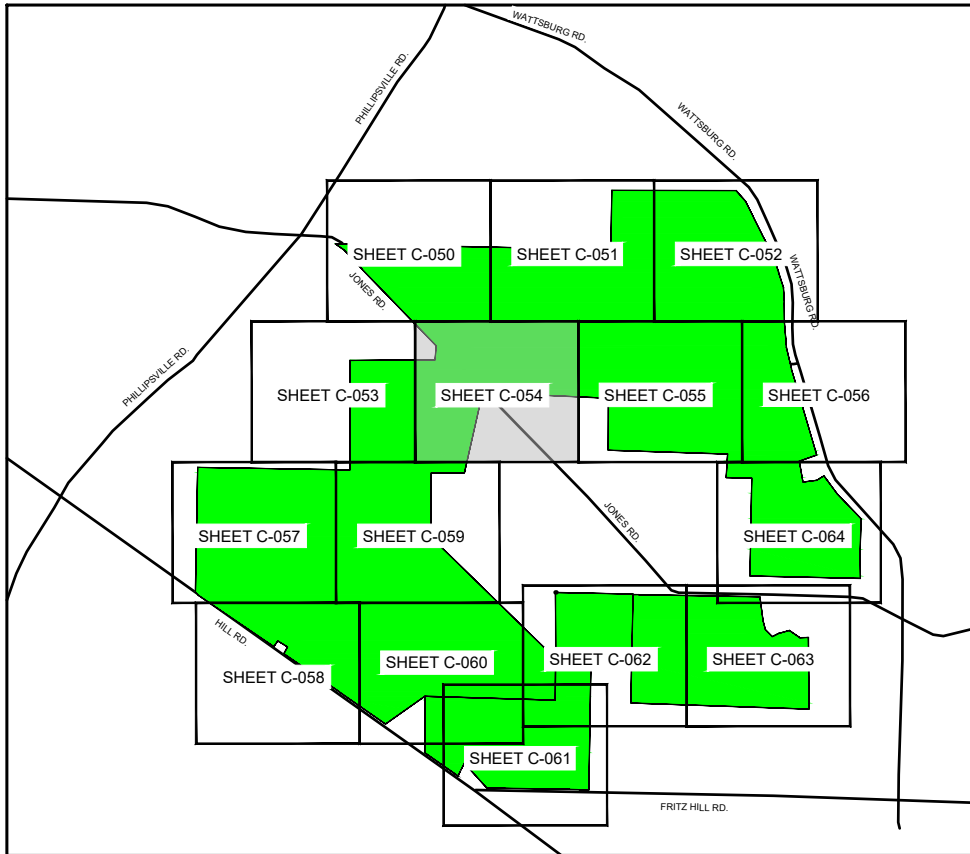 WATTSBURG RD.
PHILLIPSVILLE RD.
WATTSBURG RD.
SHEET C-050
SHEET C-051
SHEET C-052
JONES RD.
WATTSBURG RD.
PHILLIPSVILLE RD.
SHEET C-053
SHEET C-054
SHEET C-055
SHEET C-056
SHEET C-057
SHEET C-059
JONES RD.
SHEET C-064
HILL RD.
SHEET C-058
SHEET C-060
SHEET C-062
SHEET C-063
SHEET C-061
FRITZ HILL RD.